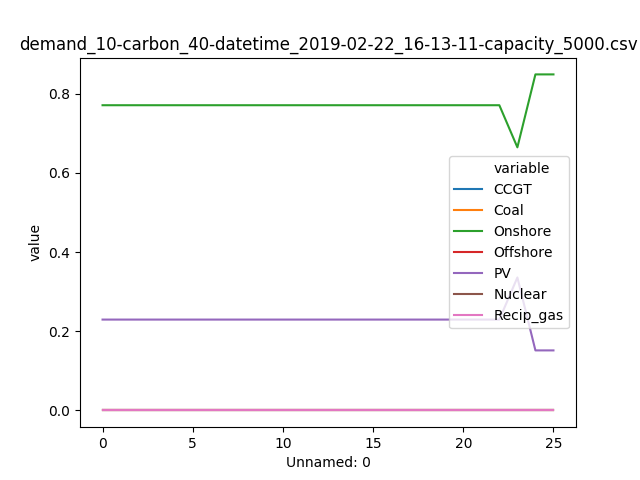 demand_10-carbon_40-datetime_2019-02-22_16-13-11-capacity_5000.csv
0.8
0.6
0.4
0.2
0.0
value
variable
CCGT
Coal
Onshore
Offshore
PV
Nuclear
Recip_gas
0 5 10 15 20 25
Unnamed: 0